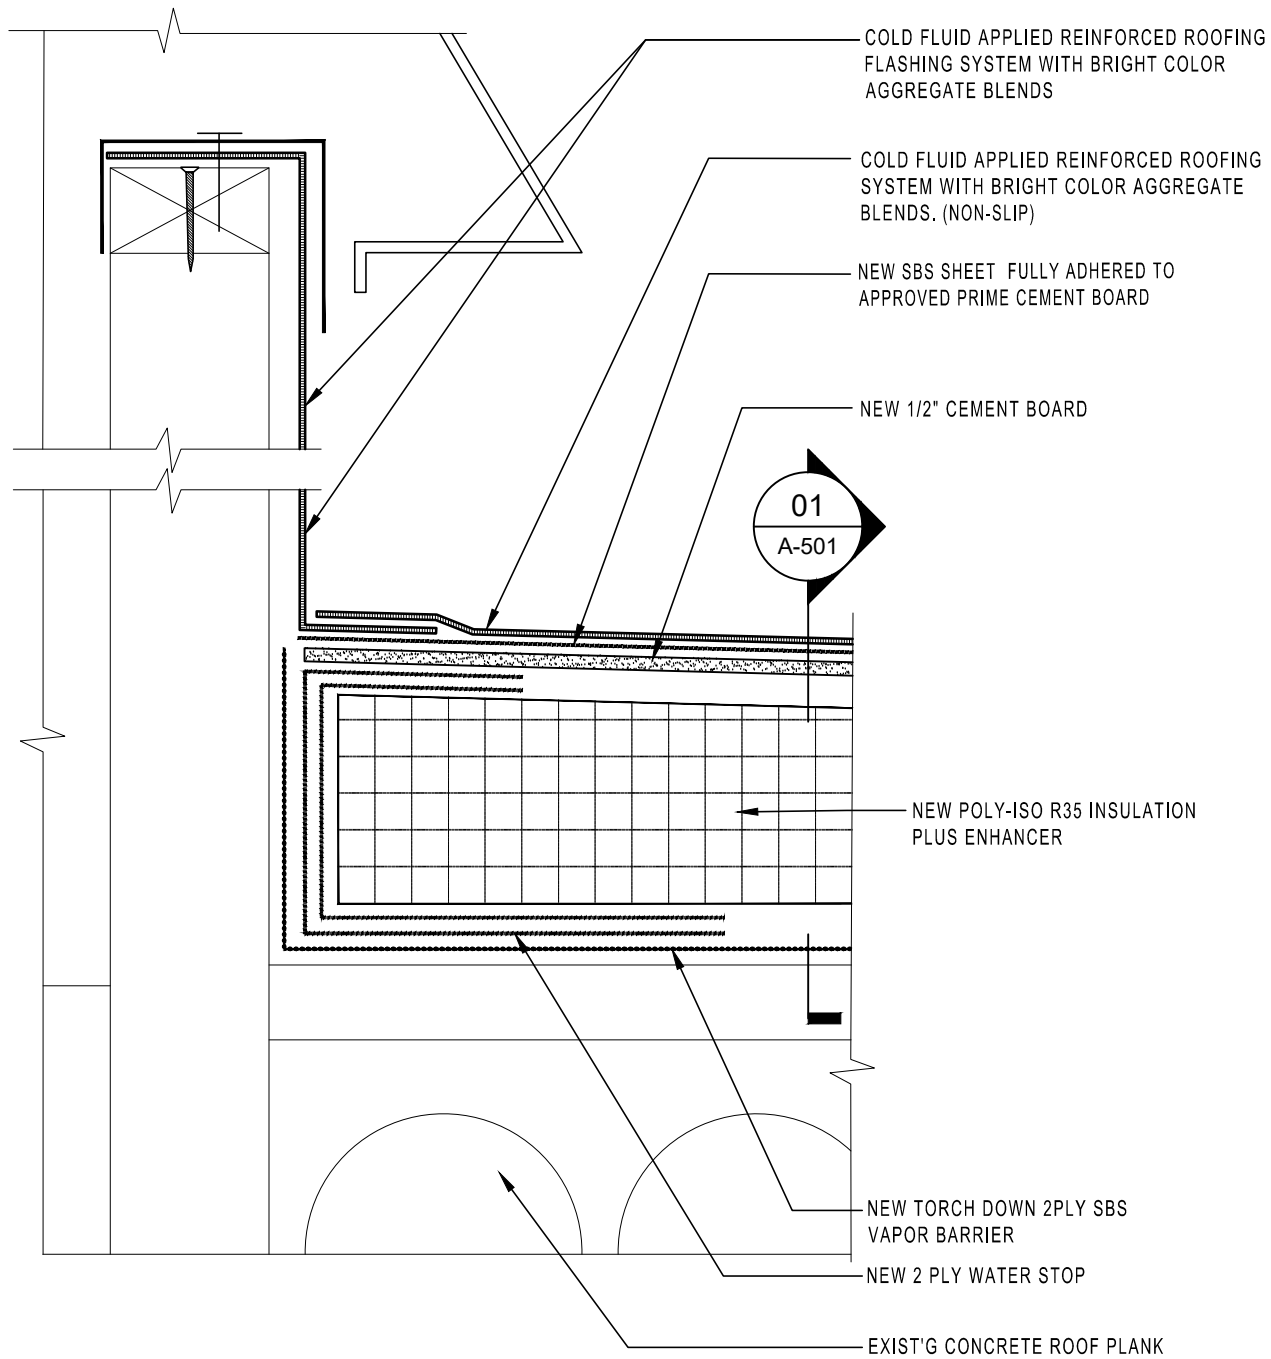 COLD FLUID APPLIED REINFORCED ROOFING
FLASHING SYSTEM WITH BRIGHT COLOR
AGGREGATE BLENDS
COLD FLUID APPLIED REINFORCED ROOFING
SYSTEM WITH BRIGHT COLOR AGGREGATE
BLENDS. (NON-SLIP)
NEW SBS SHEET FULLY ADHERED TO
APPROVED PRIME CEMENT BOARD
NEW 1/2" CEMENT BOARD
01
A-501
NEW POLY-ISO R35 INSULATION
PLUS ENHANCER
NEW TORCH DOWN 2PLY SBS
VAPOR BARRIER
NEW 2 PLY WATER STOP
EXIST'G CONCRETE ROOF PLANK